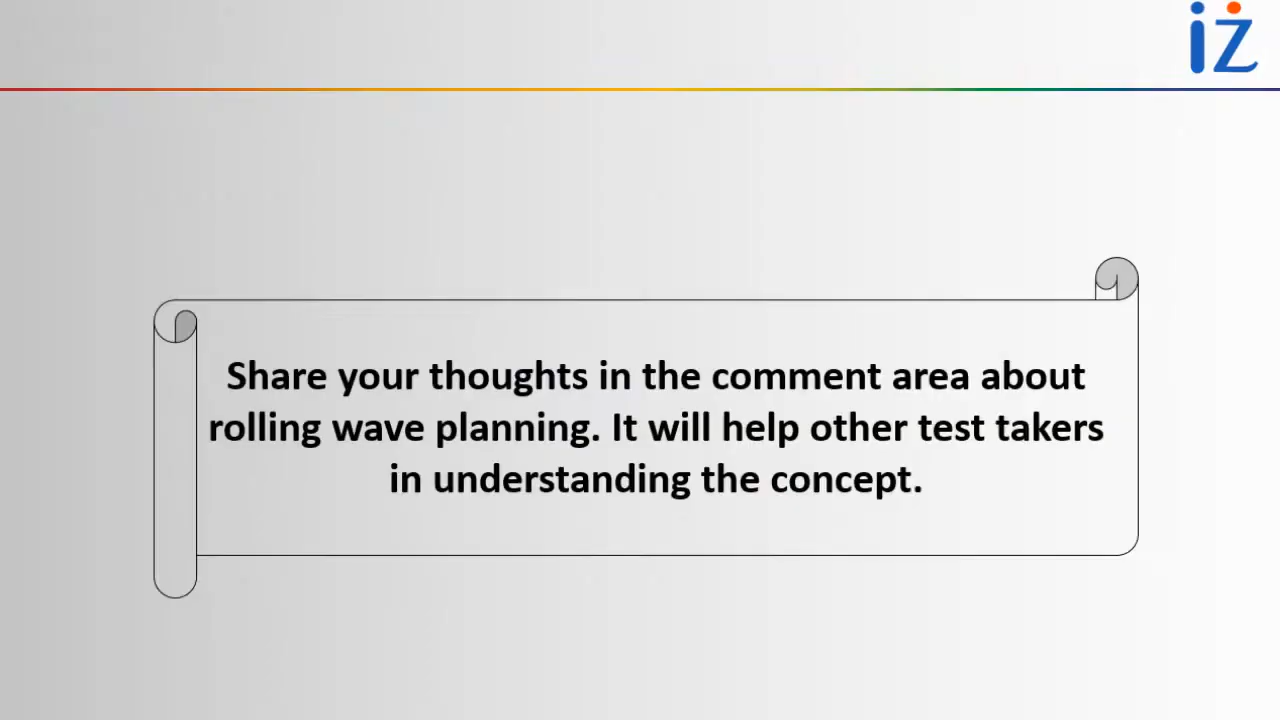 iz
Share your thoughts in the comment area about
rolling wave planning. It will help other test takers
in understanding the concept.